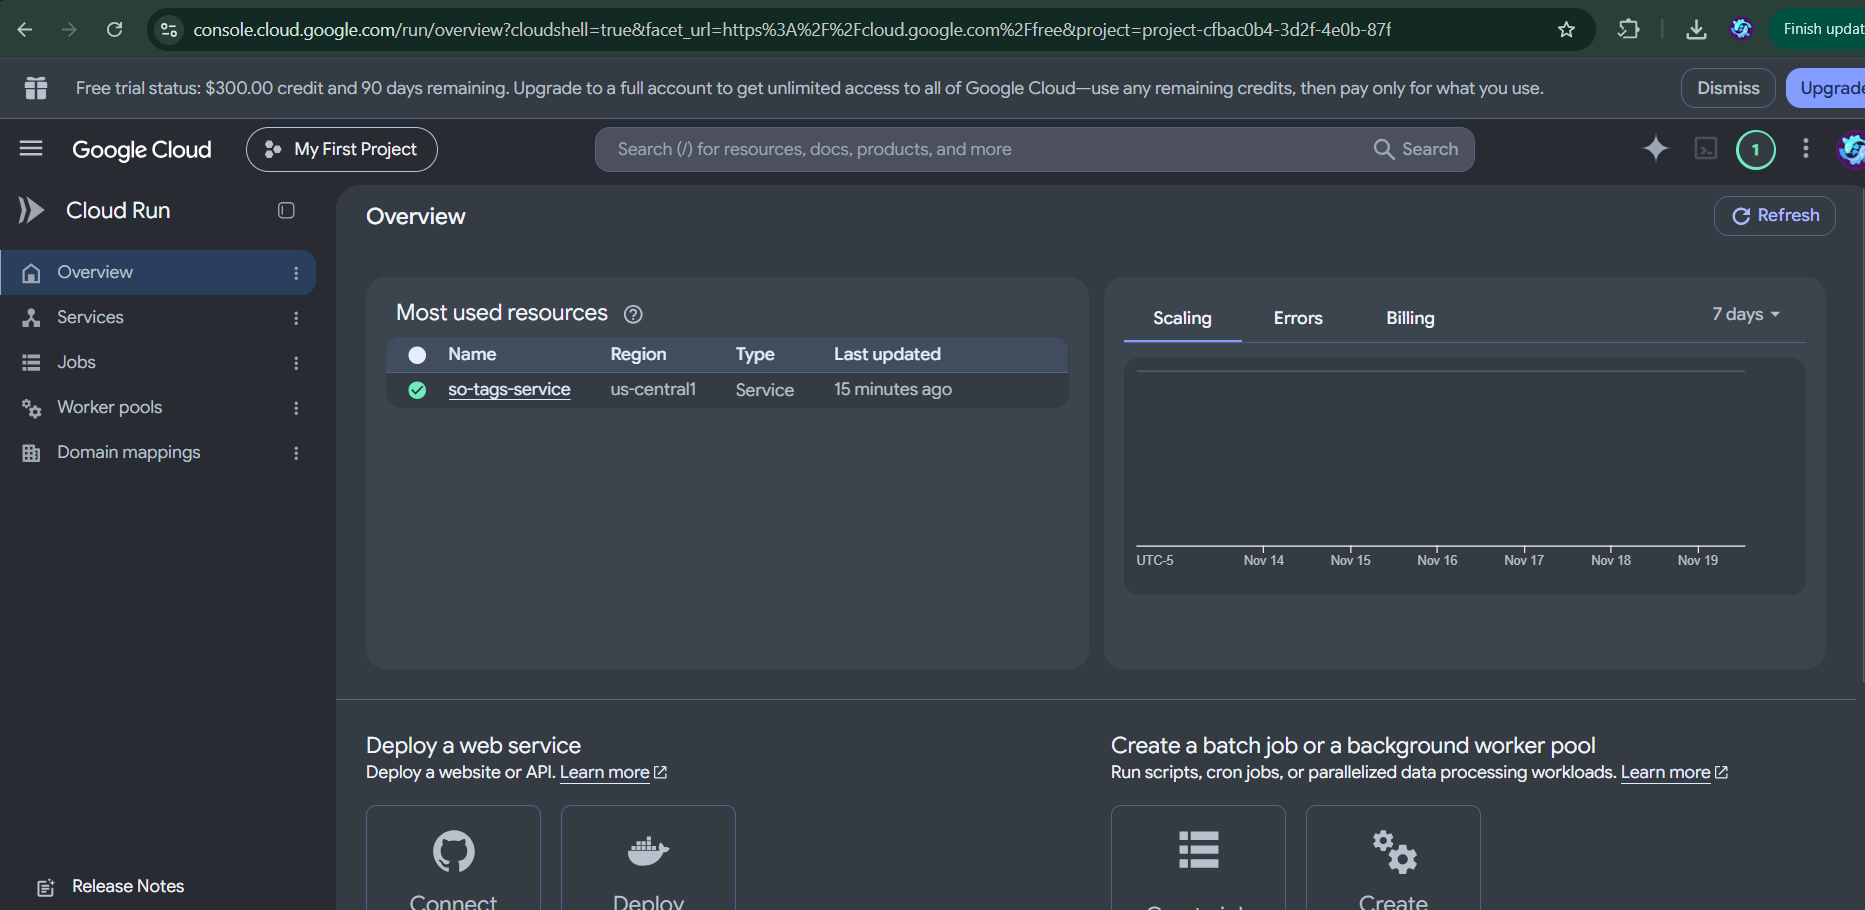 console.cloud.google.com/run/overview?cloudshell=true&facet_url=https%3A%2F%2Fcloud.google.com%2Ffree&project=project-cfbac0b4-3d2f-4e0b-87f
Finish updat
Free trial status: $300.00 credit and 90 days remaining. Upgrade to a full account to get unlimited access to all of Google Cloud—use any remaining credits, then pay only for what you use.
Dismiss
Upgrade
Google Cloud
My First Project
Search (/) for resources, docs, products, and more
Search
1
Cloud Run
Overview
Services
Jobs
Worker pools
Domain mappings
Release Notes
Overview
Refresh
Most used resources
Name Region Type Last updated
so-tags-service us-central1 Service 15 minutes ago
Scaling Errors Billing
7 days
UTC-5 Nov 14 Nov 15 Nov 16 Nov 17 Nov 18 Nov 19
Deploy a web service
Deploy a website or API. Learn more
Connect
Deploy
Create a batch job or a background worker pool
Run scripts, cron jobs, or parallelized data processing workloads. Learn more
Create